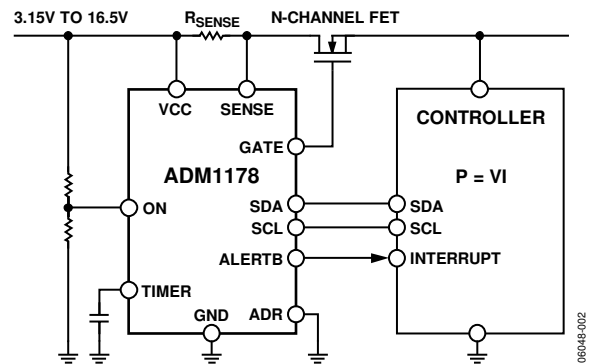 3.15V TO 16.5V
RSENSE
N-CHANNEL FET
VCC
SENSE
CONTROLLER
GATE
ADM1178
P = VI
ON
SDA
SDA
SCL
SCL
ALERTB
INTERRUPT
TIMER
GND
ADR
06048-002